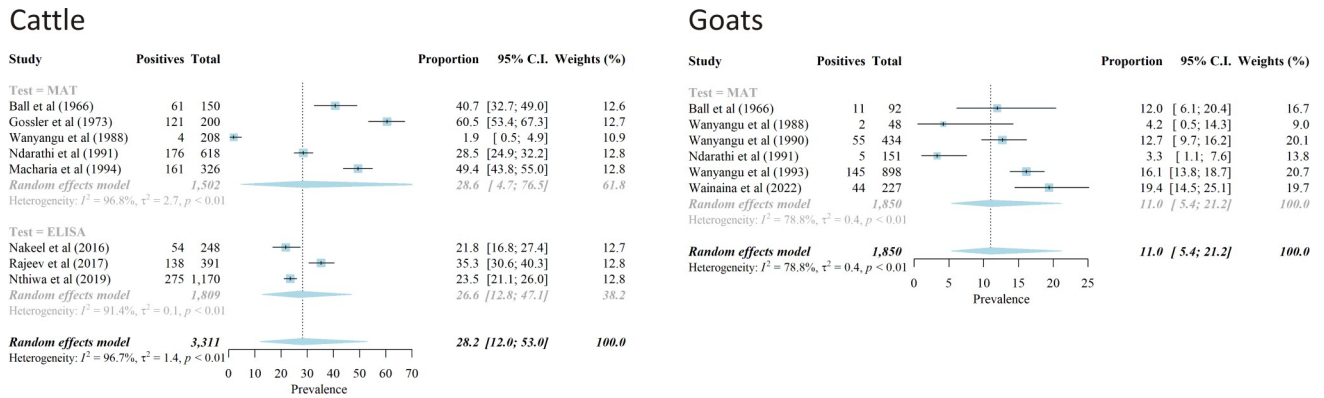 Cattle
Study Positives Total Proportion 95% C.I. Weights (%)
Test = MAT
Ball et al (1966) 61 150 40.7 [32.7; 49.0] 12.6
Gossler et al (1973) 121 200 60.5 [53.4; 67.3] 12.7
Wanyangu et al (1988) 4 208 1.9 [ 0.5; 4.9] 10.9
Ndarathi et al (1991) 176 618 28.5 [24.9; 32.2] 12.8
Macharia et al (1994) 161 326 49.4 [43.8; 55.0] 12.8
Random effects model 1,502 28.6 [ 4.7; 76.5] 61.8
Heterogeneity: I² = 96.8%, τ² = 2.7, p < 0.01
Test = ELISA
Nakeel et al (2016) 54 248 21.8 [16.8; 27.4] 12.7
Rajeev et al (2017) 138 391 35.3 [30.6; 40.3] 12.8
Nthiwa et al (2019) 275 1,170 23.5 [21.1; 26.0] 12.8
Random effects model 1,809 26.6 [12.8; 47.1] 38.2
Heterogeneity: I² = 91.4%, τ² = 0.1, p < 0.01
Random effects model 3,311 28.2 [12.0; 53.0] 100.0
Heterogeneity: I² = 96.7%, τ² = 1.4, p < 0.01
0 10 20 30 40 50 60 70
Prevalence
Goats
Study Positives Total Proportion 95% C.I. Weights (%)
Test = MAT
Ball et al (1966) 11 92 12.0 [ 6.1; 20.4] 16.7
Wanyangu et al (1988) 2 48 4.2 [ 0.5; 14.3] 9.0
Wanyangu et al (1990) 55 434 12.7 [ 9.7; 16.2] 20.1
Ndarathi et al (1991) 5 151 3.3 [ 1.1; 7.6] 13.8
Wanyangu et al (1993) 145 898 16.1 [13.8; 18.7] 20.7
Wainaina et al (2022) 44 227 19.4 [14.5; 25.1] 19.7
Random effects model 1,850 11.0 [ 5.4; 21.2] 100.0
Heterogeneity: I² = 78.8%, τ² = 0.4, p < 0.01
Random effects model 1,850 11.0 [ 5.4; 21.2] 100.0
Heterogeneity: I² = 78.8%, τ² = 0.4, p < 0.01
0 5 10 15 20 25
Prevalence